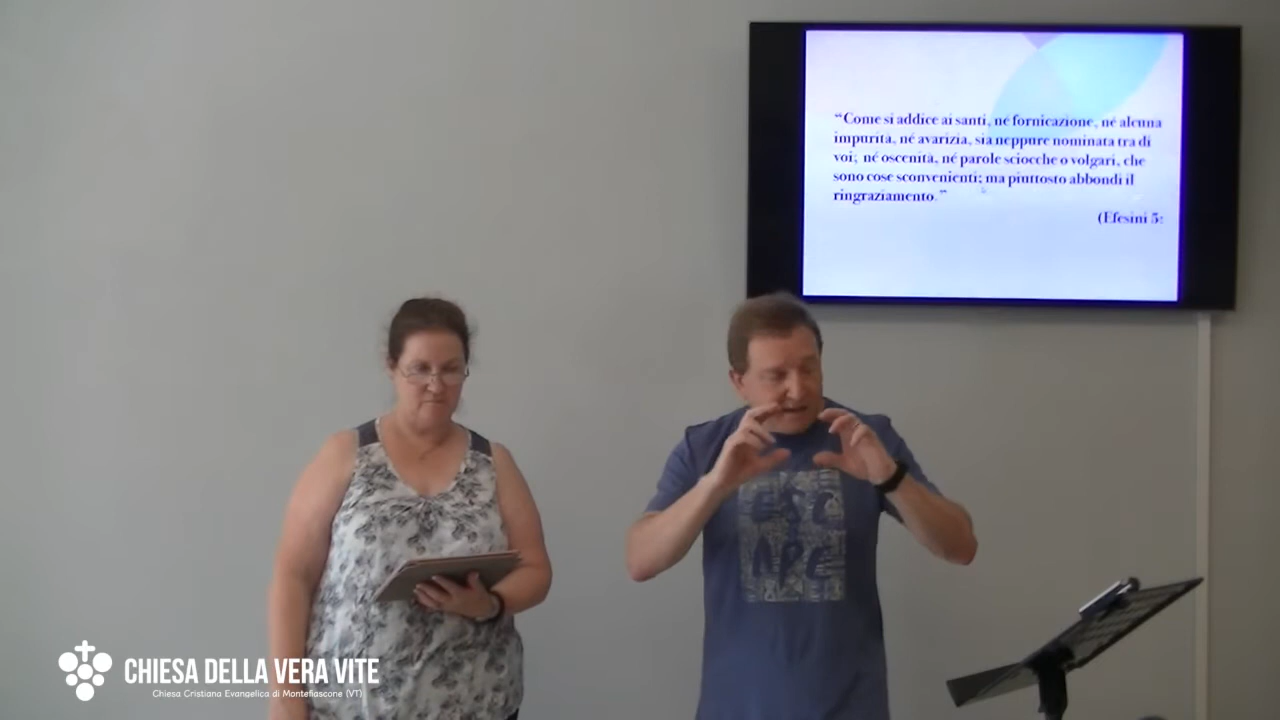 “Come si addice ai santi, né fornicazione, né alcuna
impurità, né avarizia, sia neppure nominata tra di
voi; né oscenità, né parole sciocche o volgari, che
sono cose sconvenienti; ma piuttosto abbondi il
ringraziamento.”
(Efesini 5:
ESC
APE
CHIESA DELLA VERA VITE
Chiesa Cristiana Evangelica di Montefiascone (VT)